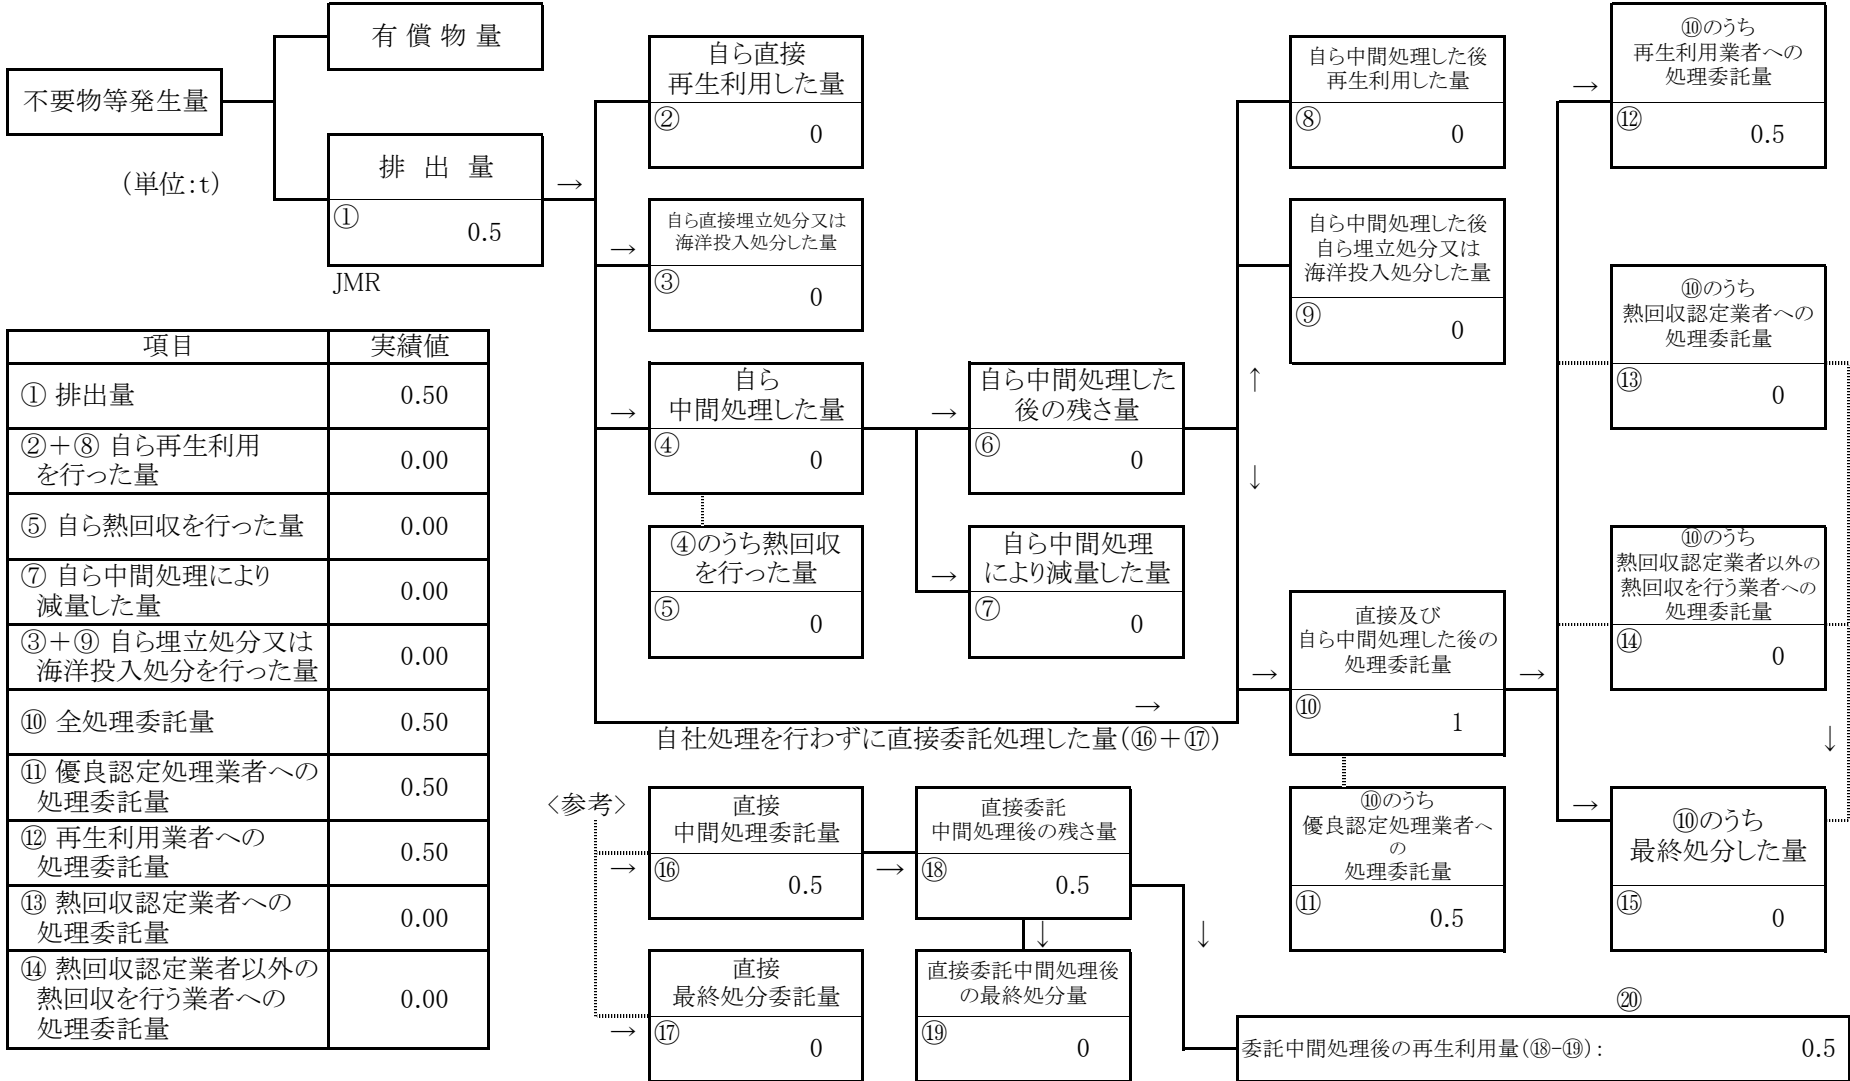 有 償 物 量
不要物等発生量
(単位:t)
排 出 量
→
①
0.5
JMR
自ら直接
再生利用した量
②
0
→
自ら直接埋立処分又は
海洋投入処分した量
③
0
→
自ら
中間処理した量
④
0
④のうち熱回収
を行った量
⑤
0
→
自ら中間処理した
後の残さ量
⑥
0
→
自ら中間処理
により減量した量
⑦
0
→
自社処理を行わずに直接委託処理した量(⑯+⑰)
自ら中間処理した後
再生利用した量
⑧
0
自ら中間処理した後
自ら埋立処分又は
海洋投入処分した量
⑨
0
↑
↓
→
直接及び
自ら中間処理した後の
処理委託量
⑩
1
→
⑩のうち
優良認定処理業者へ
の
処理委託量
⑪
0.5
→
⑩のうち
再生利用業者への
処理委託量
⑫
0.5
⑩のうち
熱回収認定業者への
処理委託量
⑬
0
⑩のうち
熱回収認定業者以外の
熱回収を行う業者への
処理委託量
⑭
0
↓
→
⑩のうち
最終処分した量
⑮
0
項目 実績値
① 排出量 0.50
②+⑧ 自ら再生利用
を行った量 0.00
⑤ 自ら熱回収を行った量 0.00
⑦ 自ら中間処理により
減量した量 0.00
③+⑨ 自ら埋立処分又は
海洋投入処分を行った量 0.00
⑩ 全処理委託量 0.50
⑪ 優良認定処理業者への
処理委託量 0.50
⑫ 再生利用業者への
処理委託量 0.50
⑬ 熱回収認定業者への
処理委託量 0.00
⑭ 熱回収認定業者以外の
熱回収を行う業者への
処理委託量 0.00
〈参考〉
→
直接
中間処理委託量
⑯
0.5
→
直接委託
中間処理後の残さ量
⑱
0.5
↓
↓
→
直接
最終処分委託量
⑰
0
直接委託中間処理後
の最終処分量
⑲
0
⑳
委託中間処理後の再生利用量(⑱-⑲): 0.5